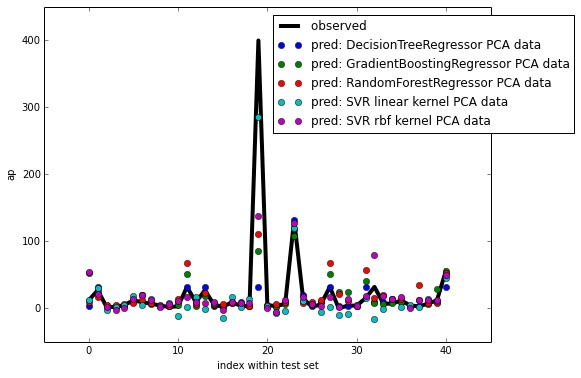 observed
pred: DecisionTreeRegressor PCA data
pred: GradientBoostingRegressor PCA data
pred: RandomForestRegressor PCA data
pred: SVR linear kernel PCA data
pred: SVR rbf kernel PCA data
400
300
200
100
0
ap
0 10 20 30 40
index within test set